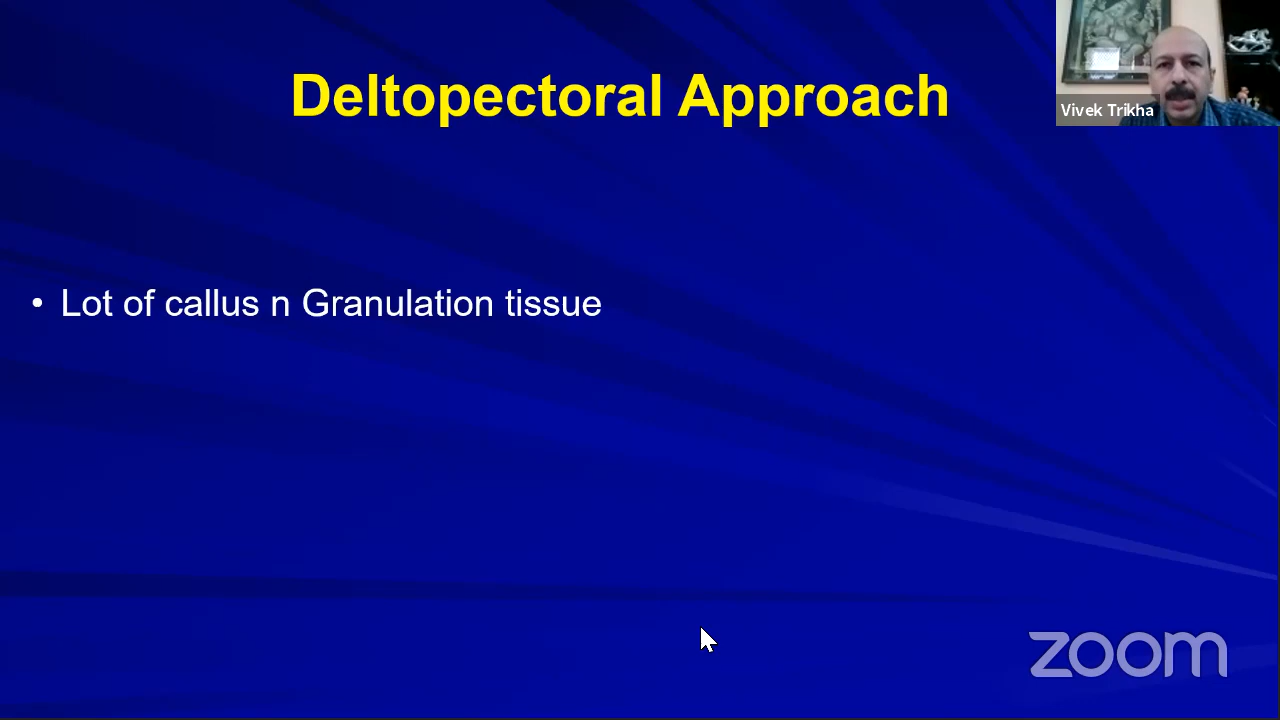 Deltopectoral Approach
Vivek Trikha
• Lot of callus n Granulation tissue
zoom